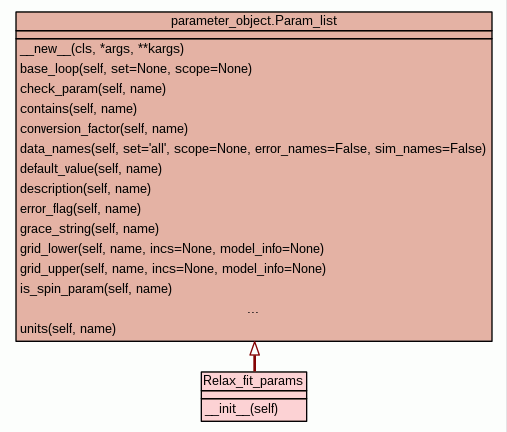 parameter_object.Param_list
__new__(cls, *args, **kargs)
base_loop(self, set=None, scope=None)
check_param(self, name)
contains(self, name)
conversion_factor(self, name)
data_names(self, set='all', scope=None, error_names=False, sim_names=False)
default_value(self, name)
description(self, name)
error_flag(self, name)
grace_string(self, name)
grid_lower(self, name, incs=None, model_info=None)
grid_upper(self, name, incs=None, model_info=None)
is_spin_param(self, name)
...
units(self, name)
Relax_fit_params
__init__(self)